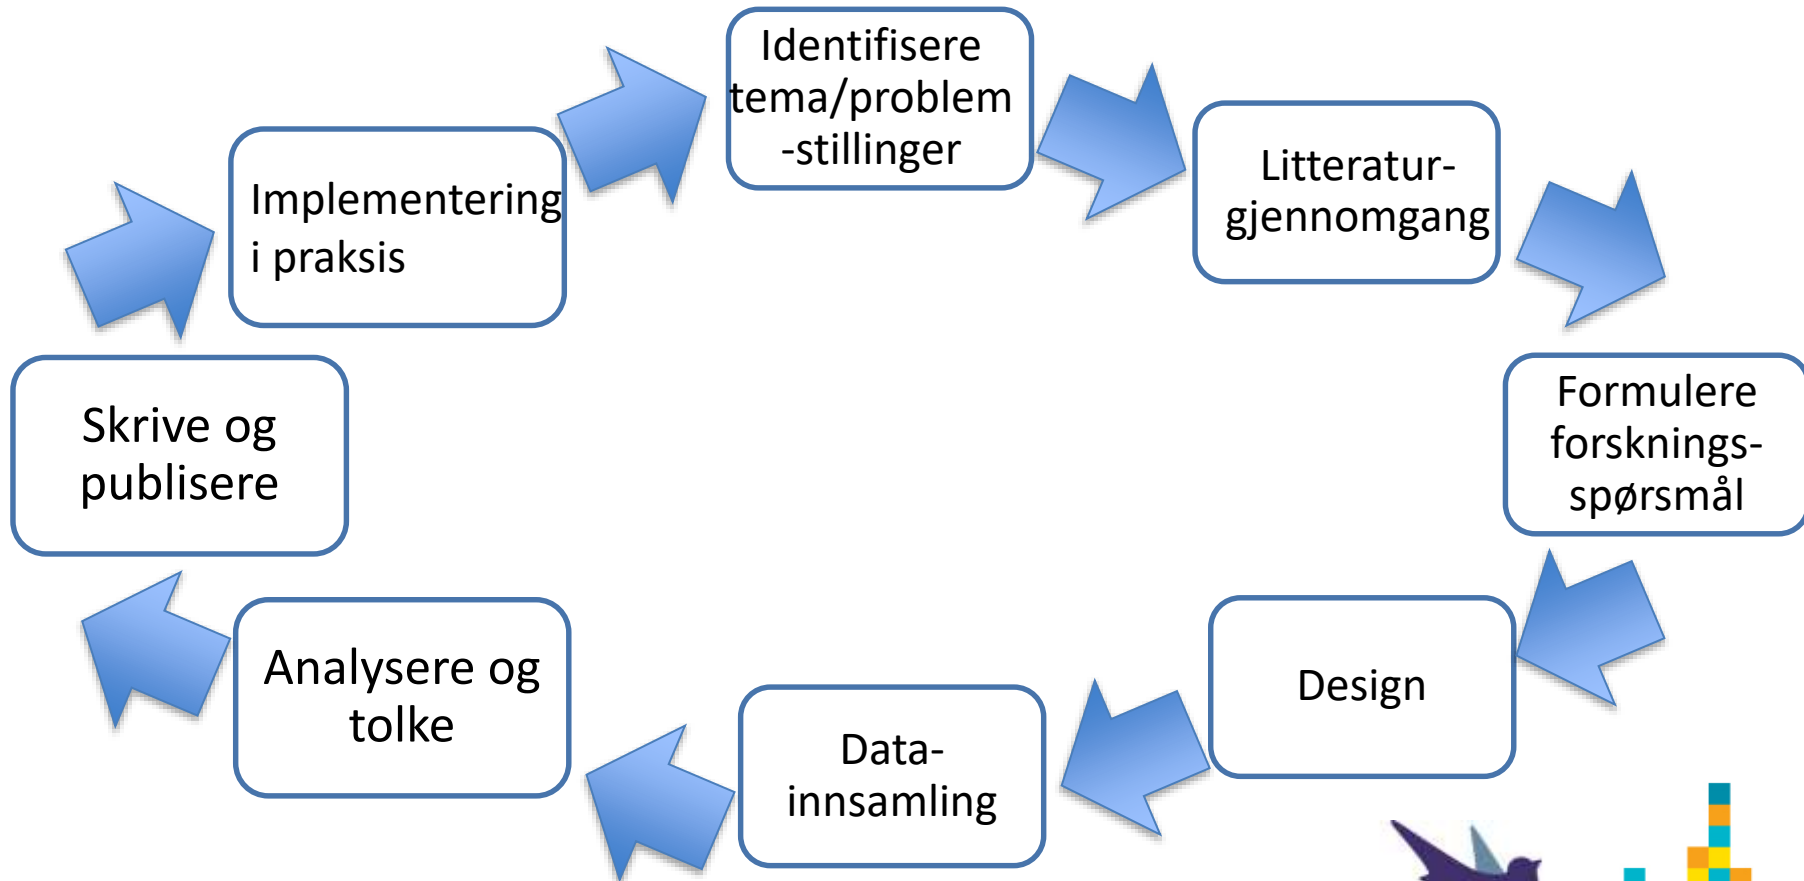 Identifisere
tema/problem
-stillinger
Litteratur-
gjennomgang
Formulere
forsknings-
spørsmål
Design
Data-
innsamling
Analysere og
tolke
Skrive og
publisere
Implementering
i praksis